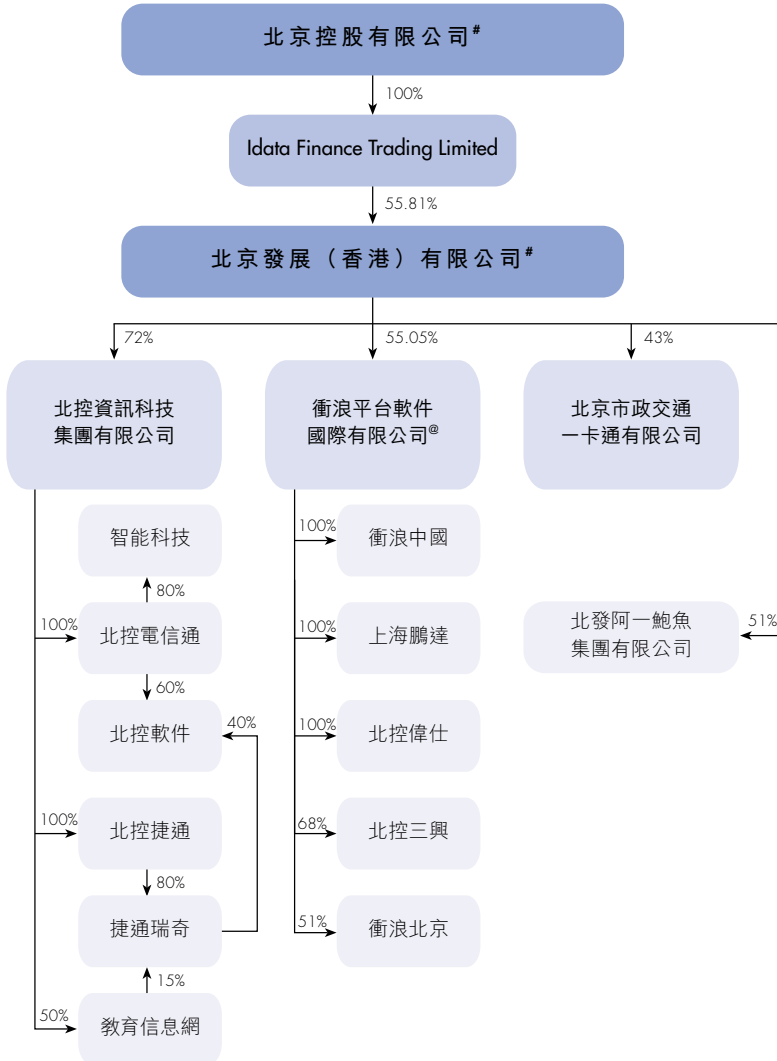 北京控股有限公司#
100%
Idata Finance Trading Limited
55.81%
北京發展（香港）有限公司#
72%
55.05%
43%
北控資訊科技
集團有限公司
衝浪平台軟件
國際有限公司@
北京市政交通
一卡通有限公司
智能科技
80%
100%
北控電信通
60%
北控軟件
40%
100%
北控捷通
80%
捷通瑞奇
15%
50%
教育信息網
100%
衝浪中國
100%
上海鵬達
100%
北控偉仕
68%
北控三興
51%
衝浪北京
北發阿一鮑魚
集團有限公司
51%